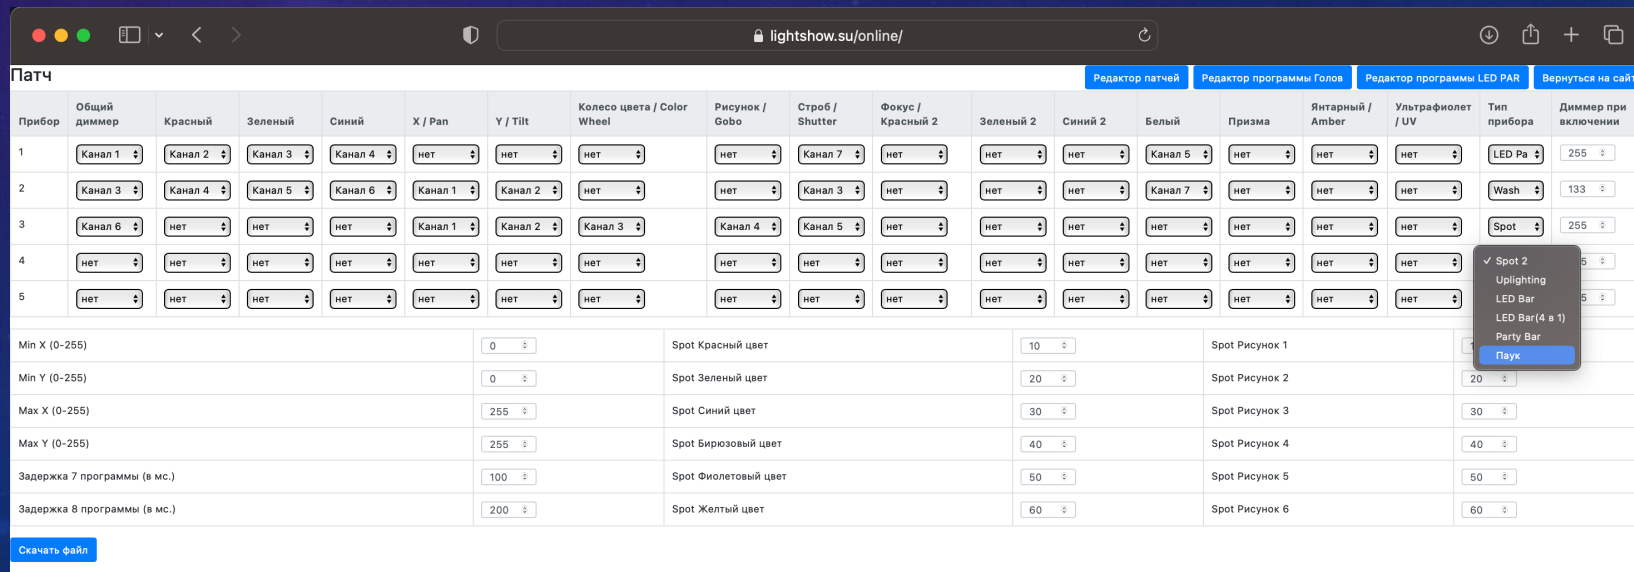 lightshow.su/online/
Патч
Редактор патчей Редактор программы Голов Редактор программы LED PAR Вернуться на сайт
Прибор Общий диммер Красный Зеленый Синий X / Pan Y / Tilt Колесо цвета / Color Wheel Рисунок / Gobo Строб / Shutter Фокус / Красный 2 Зеленый 2 Синий 2 Белый Призма Янтарный / Amber Ультрафиолет / UV Тип прибора Диммер при включении
1 Канал 1 Канал 2 Канал 3 Канал 4 нет нет нет нет Канал 7 нет нет нет Канал 5 нет нет нет LED Pa 255
2 Канал 3 Канал 4 Канал 5 Канал 6 Канал 1 Канал 2 нет нет Канал 3 нет нет нет Канал 7 нет нет нет Wash 133
3 Канал 6 нет нет нет Канал 1 Канал 2 Канал 3 Канал 4 Канал 5 нет нет нет нет нет нет нет Spot 255
4 нет нет нет нет нет нет нет нет нет нет нет нет нет нет нет нет 5
5 нет нет нет нет нет нет нет нет нет нет нет нет нет нет нет нет 5
✓ Spot 2
Uplighting
LED Bar
LED Bar(4 в 1)
Party Bar
Паук
Min X (0-255) 0 Spot Красный цвет 10 Spot Рисунок 1
Min Y (0-255) 0 Spot Зеленый цвет 20 Spot Рисунок 2 20
Max X (0-255) 255 Spot Синий цвет 30 Spot Рисунок 3 30
Max Y (0-255) 255 Spot Бирюзовый цвет 40 Spot Рисунок 4 40
Задержка 7 программы (в мс.) 100 Spot Фиолетовый цвет 50 Spot Рисунок 5 50
Задержка 8 программы (в мс.) 200 Spot Желтый цвет 60 Spot Рисунок 6 60
Скачать файл